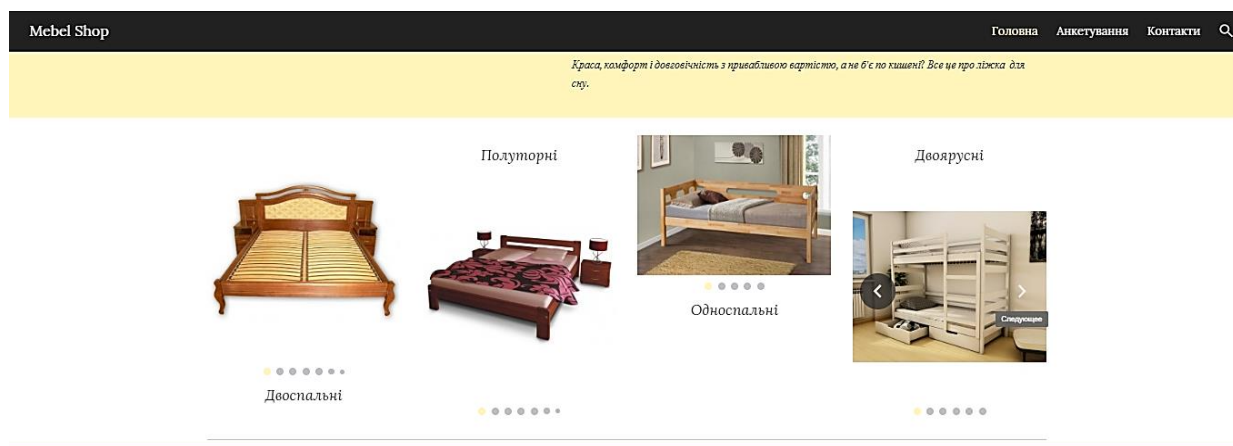 Mebel Shop
Головна Анкетування Контакти
Краса, комфорт і довговічність з привабливою вартістю, а не б'є по кишені? Все це про ліжка для
сну.
Полуторні
Двоярусні
Односпальні
Следующее
Двоспальні